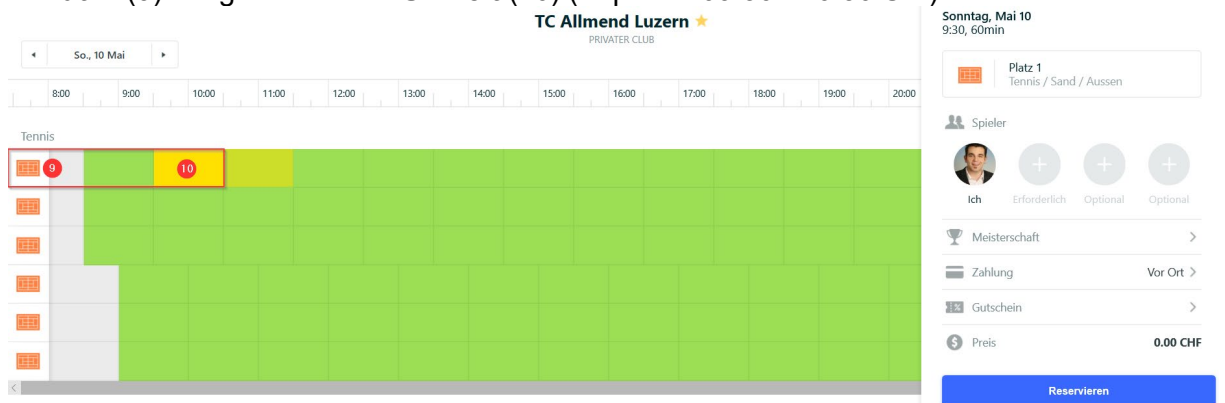 TC Allmend Luzern
PRIVATER CLUB
So., 10 Mai
8:00 9:00 10:00 11:00 12:00 13:00 14:00 15:00 16:00 17:00 18:00 19:00 20:00
Tennis
9 10
Sonntag, Mai 10
9:30, 60min
Platz 1
Tennis / Sand / Aussen
Spieler
Ich Erforderlich Optional Optional
Meisterschaft
Zahlung Vor Ort
Gutschein
Preis 0.00 CHF
Reservieren